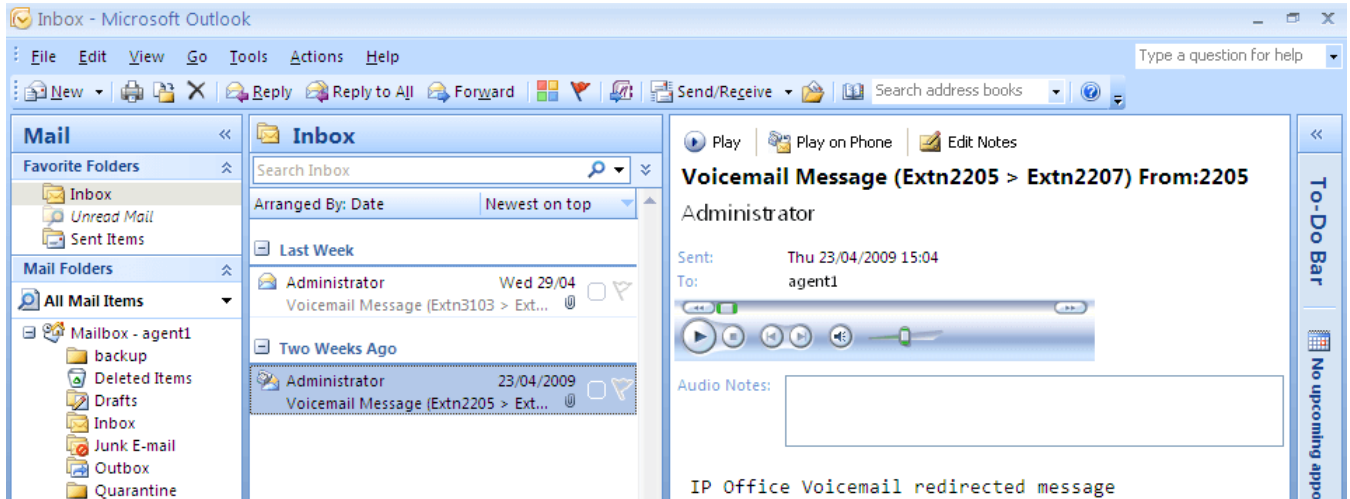 Inbox - Microsoft Outlook
File Edit View Go Tools Actions Help
Type a question for help
New Reply Reply to All Forward Send/Receive Search address books
Mail
Favorite Folders
Inbox
Unread Mail
Sent Items
Mail Folders
All Mail Items
Mailbox - agent1
backup
Deleted Items
Drafts
Inbox
Junk E-mail
Outbox
Quarantine
Inbox
Search Inbox
Arranged By: Date Newest on top
Last Week
Administrator Wed 29/04
Voicemail Message (Extn3103 > Ext...
Two Weeks Ago
Administrator 23/04/2009
Voicemail Message (Extn2205 > Ext...
Play Play on Phone Edit Notes
Voicemail Message (Extn2205 > Extn2207) From:2205
Administrator
Sent: Thu 23/04/2009 15:04
To: agent1
Audio Notes:
IP Office Voicemail redirected message
To-Do Bar
No upcoming appo